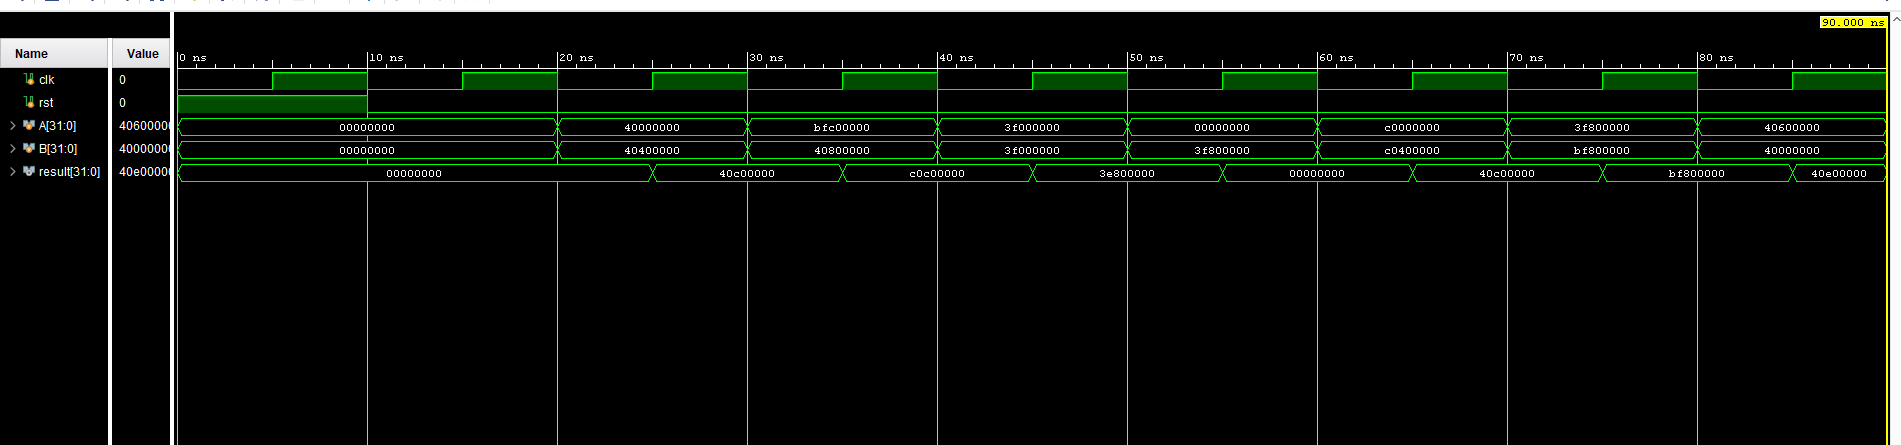 90.000 ns
Name Value
0 ns 10 ns 20 ns 30 ns 40 ns 50 ns 60 ns 70 ns 80 ns
clk 0
rst 0
A[31:0] 4060000 00000000 40000000 bfc00000 3f000000 00000000 c0000000 3f800000 40600000
B[31:0] 4000000 00000000 40400000 40800000 3f000000 3f800000 c0400000 bf800000 40000000
result[31:0] 40e0000 00000000 40c00000 c0c00000 3e800000 00000000 40c00000 bf800000 40e00000